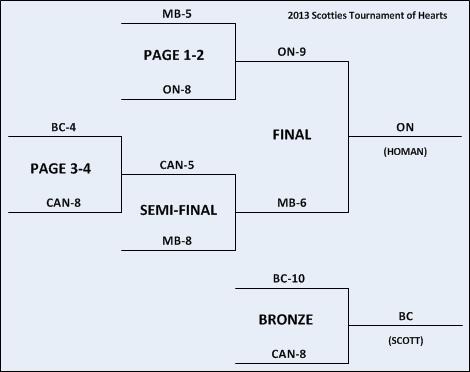 2013 Scotties Tournament of Hearts
MB-5
PAGE 1-2
ON-8
ON-9
FINAL
MB-6
ON
(HOMAN)
BC-4
PAGE 3-4
CAN-8
CAN-5
SEMI-FINAL
MB-8
BC-10
BRONZE
CAN-8
BC
(SCOTT)